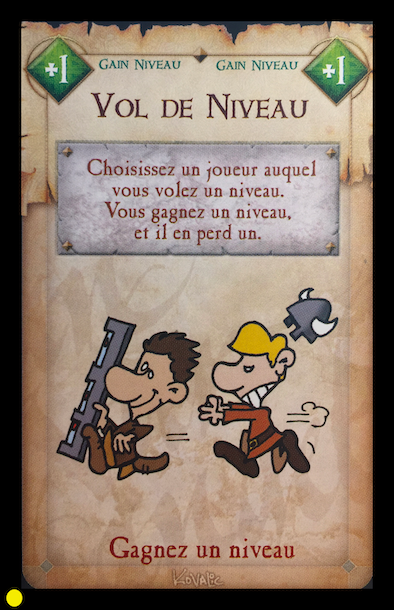 +1 Gain Niveau Gain Niveau +1
Vol de Niveau
Choisissez un joueur auquel
vous volez un niveau.
Vous gagnez un niveau,
et il en perd un.
Gagnez un niveau
Kovalic